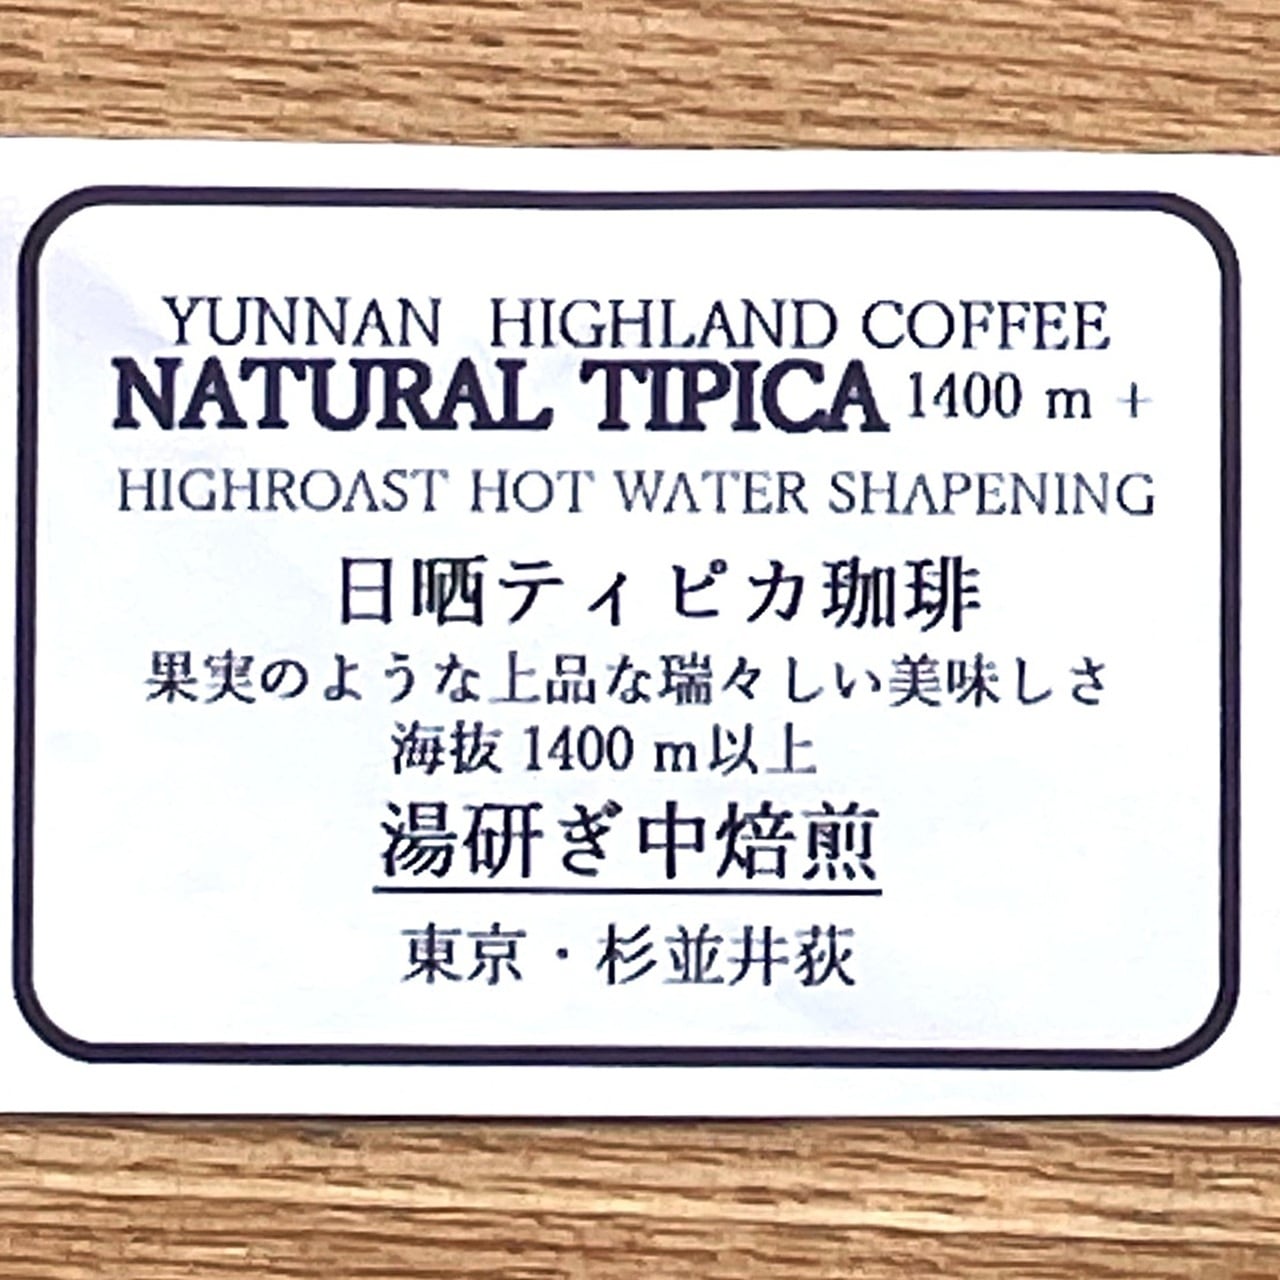 YUNNAN HIGHLAND COFFEE
NATURAL TIPICA 1400 m +
HIGHROAST HOT WATER SHAPENING
日晒ティピカ珈琲
果実のような上品な瑞々しい美味しさ
海抜 1400 m以上
湯研ぎ中焙煎
東京・杉並井荻